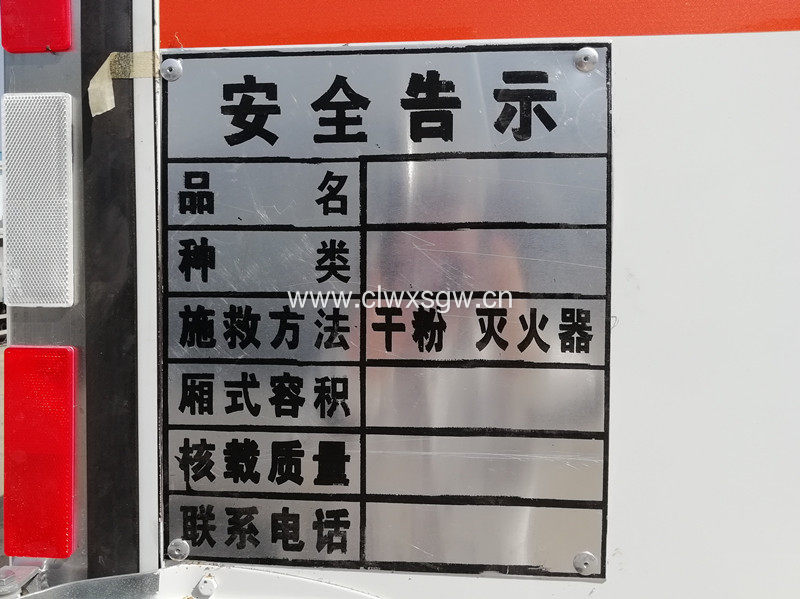 安全告示
品名
种类
www.clwxsgw.cn
施救方法 干粉 灭火器
厢式容积
核载质量
联系电话